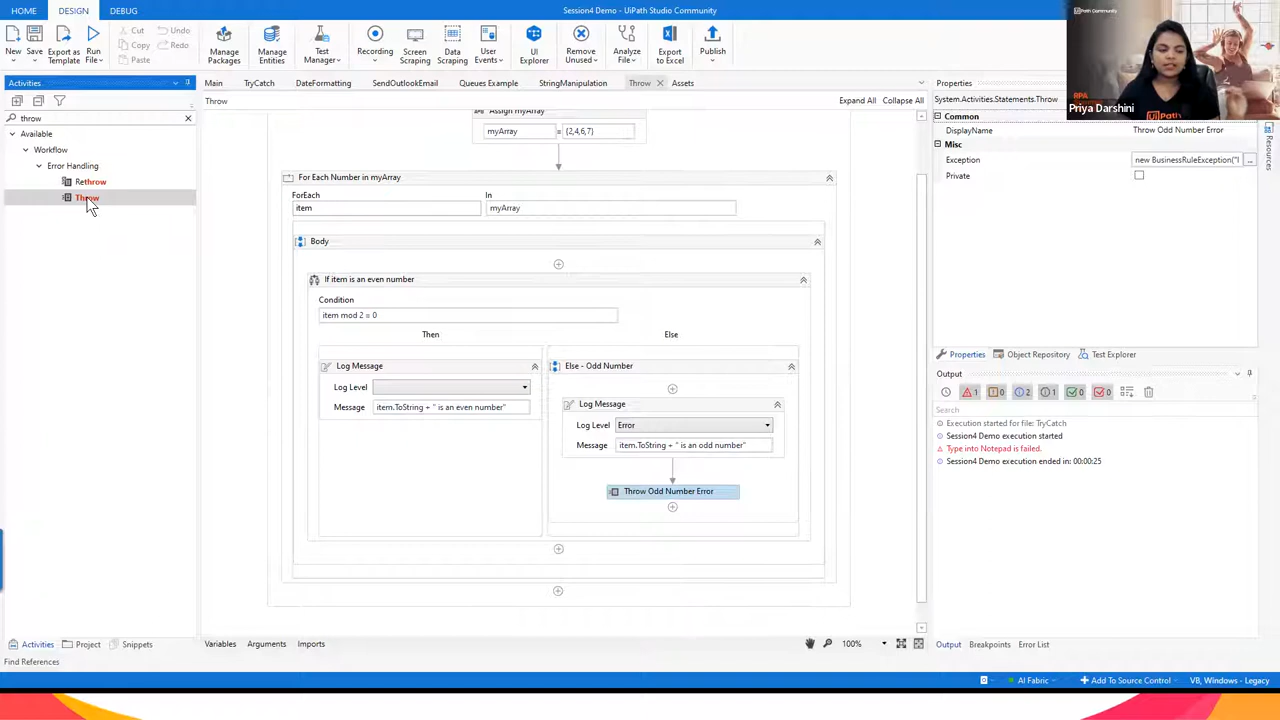 HOME DESIGN DEBUG Session4 Demo - UiPath Studio Community
New Save Export as Template Run Cut Copy Paste Undo Redo Manage Packages Manage Entities Test Manager Recording Screen Scraping Data Scraping User Events UI Explorer Remove Unused Analyze File Export to Excel Publish
Path Community
Priya Darshini
Activities
throw
Available
Workflow
Error Handling
Rethrow
Throw
Main TryCatch DateFormatting SendOutlookEmail Queues Example StringManipulation Throw Assets
Throw Expand All Collapse All
Assign myArray
myArray = {2,4,6,7}
For Each Number in myArray
ForEach In
item myArray
Body
If item is an even number
Condition
item mod 2 = 0
Then Else
Log Message
Log Level
Message item.ToString + " is an even number"
Else - Odd Number
Log Message
Log Level Error
Message item.ToString + " is an odd number"
Throw Odd Number Error
Properties
System.Activities.Statements.Throw
Common
DisplayName Throw Odd Number Error
Misc
Exception new BusinessRuleException("I ...
Private
Resources
Properties Object Repository Test Explorer
Output
1 0 2 1 0 0
Search
Execution started for file: TryCatch
Session4 Demo execution started
Type into Notepad is failed.
Session4 Demo execution ended in: 00:00:25
Activities Project Snippets
Variables Arguments Imports 100%
Output Breakpoints Error List
Find References
AI Fabric Add To Source Control VB, Windows - Legacy